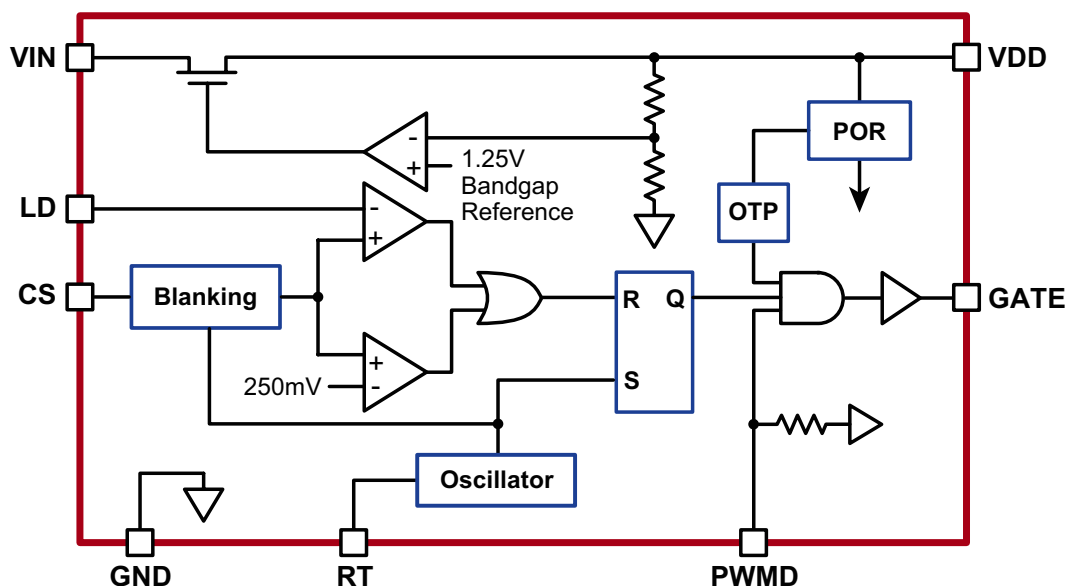 VIN
VDD
POR
-
+
1.25V
Bandgap
Reference
LD
-
+
OTP
CS
Blanking
R
Q
GATE
+
-
250mV
S
Oscillator
GND
RT
PWMD